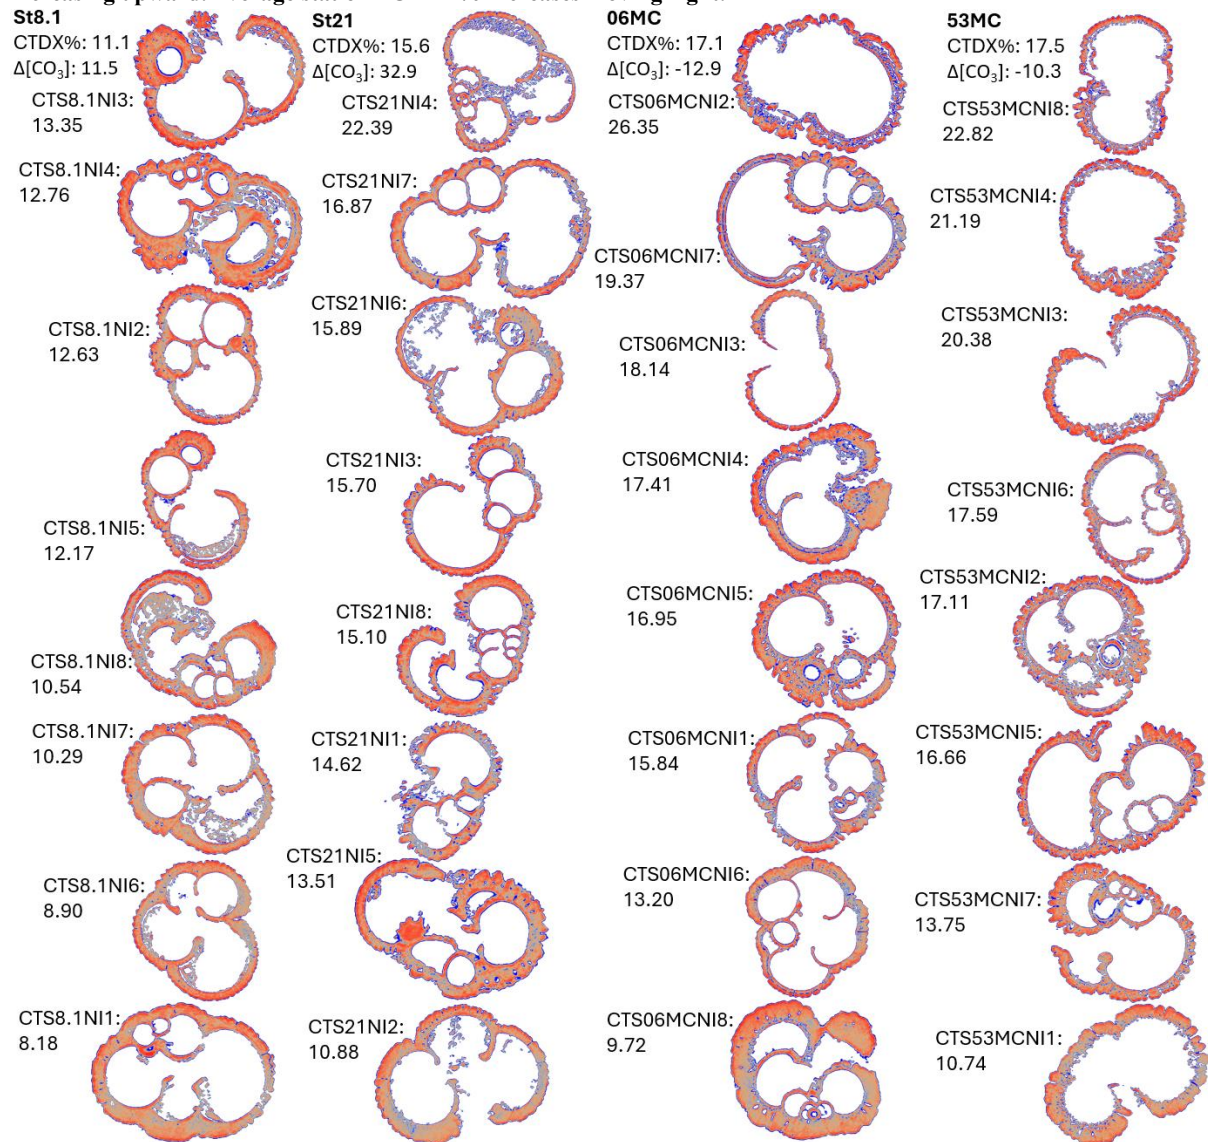 St8.1
CTDX%: 11.1
Δ[CO₃]: 11.5
CTS8.1NI3:
13.35
CTS8.1NI4:
12.76
CTS8.1NI2:
12.63
CTS8.1NI5:
12.17
CTS8.1NI8:
10.54
CTS8.1NI7:
10.29
CTS8.1NI6:
8.90
CTS8.1NI1:
8.18
St21
CTDX%: 15.6
Δ[CO₃]: 32.9
CTS21NI4:
22.39
CTS21NI7:
16.87
CTS21NI6:
15.89
CTS21NI3:
15.70
CTS21NI8:
15.10
CTS21NI1:
14.62
CTS21NI5:
13.51
CTS21NI2:
10.88
06MC
CTDX%: 17.1
Δ[CO₃]: -12.9
CTS06MCNI2:
26.35
CTS06MCNI7:
19.37
CTS06MCNI3:
18.14
CTS06MCNI4:
17.41
CTS06MCNI5:
16.95
CTS06MCNI1:
15.84
CTS06MCNI6:
13.20
CTS06MCNI8:
9.72
53MC
CTDX%: 17.5
Δ[CO₃]: -10.3
CTS53MCNI8:
22.82
CTS53MCNI4:
21.19
CTS53MCNI3:
20.38
CTS53MCNI6:
17.59
CTS53MCNI2:
17.11
CTS53MCNI5:
16.66
CTS53MCNI7:
13.75
CTS53MCNI1:
10.74